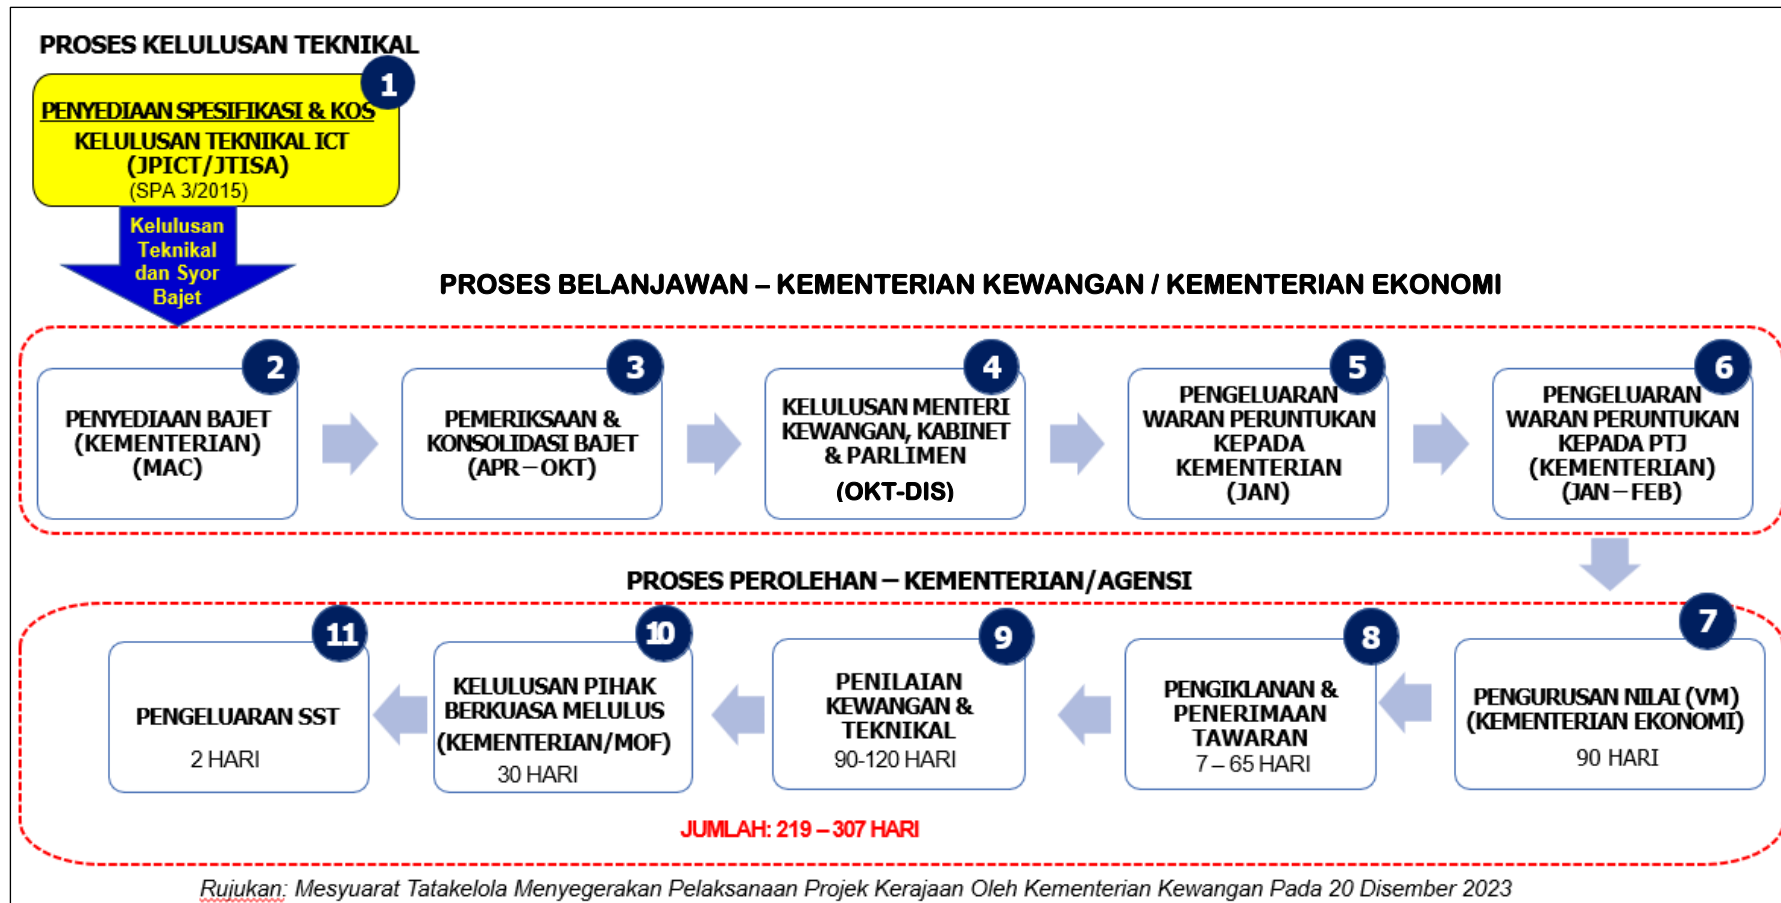 PROSES KELULUSAN TEKNIKAL
1
PENYEDIAAN SPESIFIKASI & KOS
KELULUSAN TEKNIKAL ICT
(JPICT/JTISA)
(SPA 3/2015)
Kelulusan
Teknikal
dan Syor
Bajet
PROSES BELANJAWAN – KEMENTERIAN KEWANGAN / KEMENTERIAN EKONOMI
2
PENYEDIAAN BAJET
(KEMENTERIAN)
(MAC)
3
PEMERIKSAAN &
KONSOLIDASI BAJET
(APR – OKT)
4
KELULUSAN MENTERI
KEWANGAN, KABINET
& PARLIMEN
(OKT-DIS)
5
PENGELUARAN
WARAN PERUNTUKAN
KEPADA
KEMENTERIAN
(JAN)
6
PENGELUARAN
WARAN PERUNTUKAN
KEPADA PTJ
(KEMENTERIAN)
(JAN – FEB)
PROSES PEROLEHAN – KEMENTERIAN/AGENSI
11
PENGELUARAN SST
2 HARI
10
KELULUSAN PIHAK
BERKUASA MELULUS
(KEMENTERIAN/MOF)
30 HARI
9
PENILAIAN
KEWANGAN &
TEKNIKAL
90-120 HARI
8
PENGIKLANAN &
PENERIMAAN
TAWARAN
7 – 65 HARI
7
PENGURUSAN NILAI (VM)
(KEMENTERIAN EKONOMI)
90 HARI
JUMLAH: 219 – 307 HARI
Rujukan: Mesyuarat Tatakelola Menyegerakan Pelaksanaan Projek Kerajaan Oleh Kementerian Kewangan Pada 20 Disember 2023